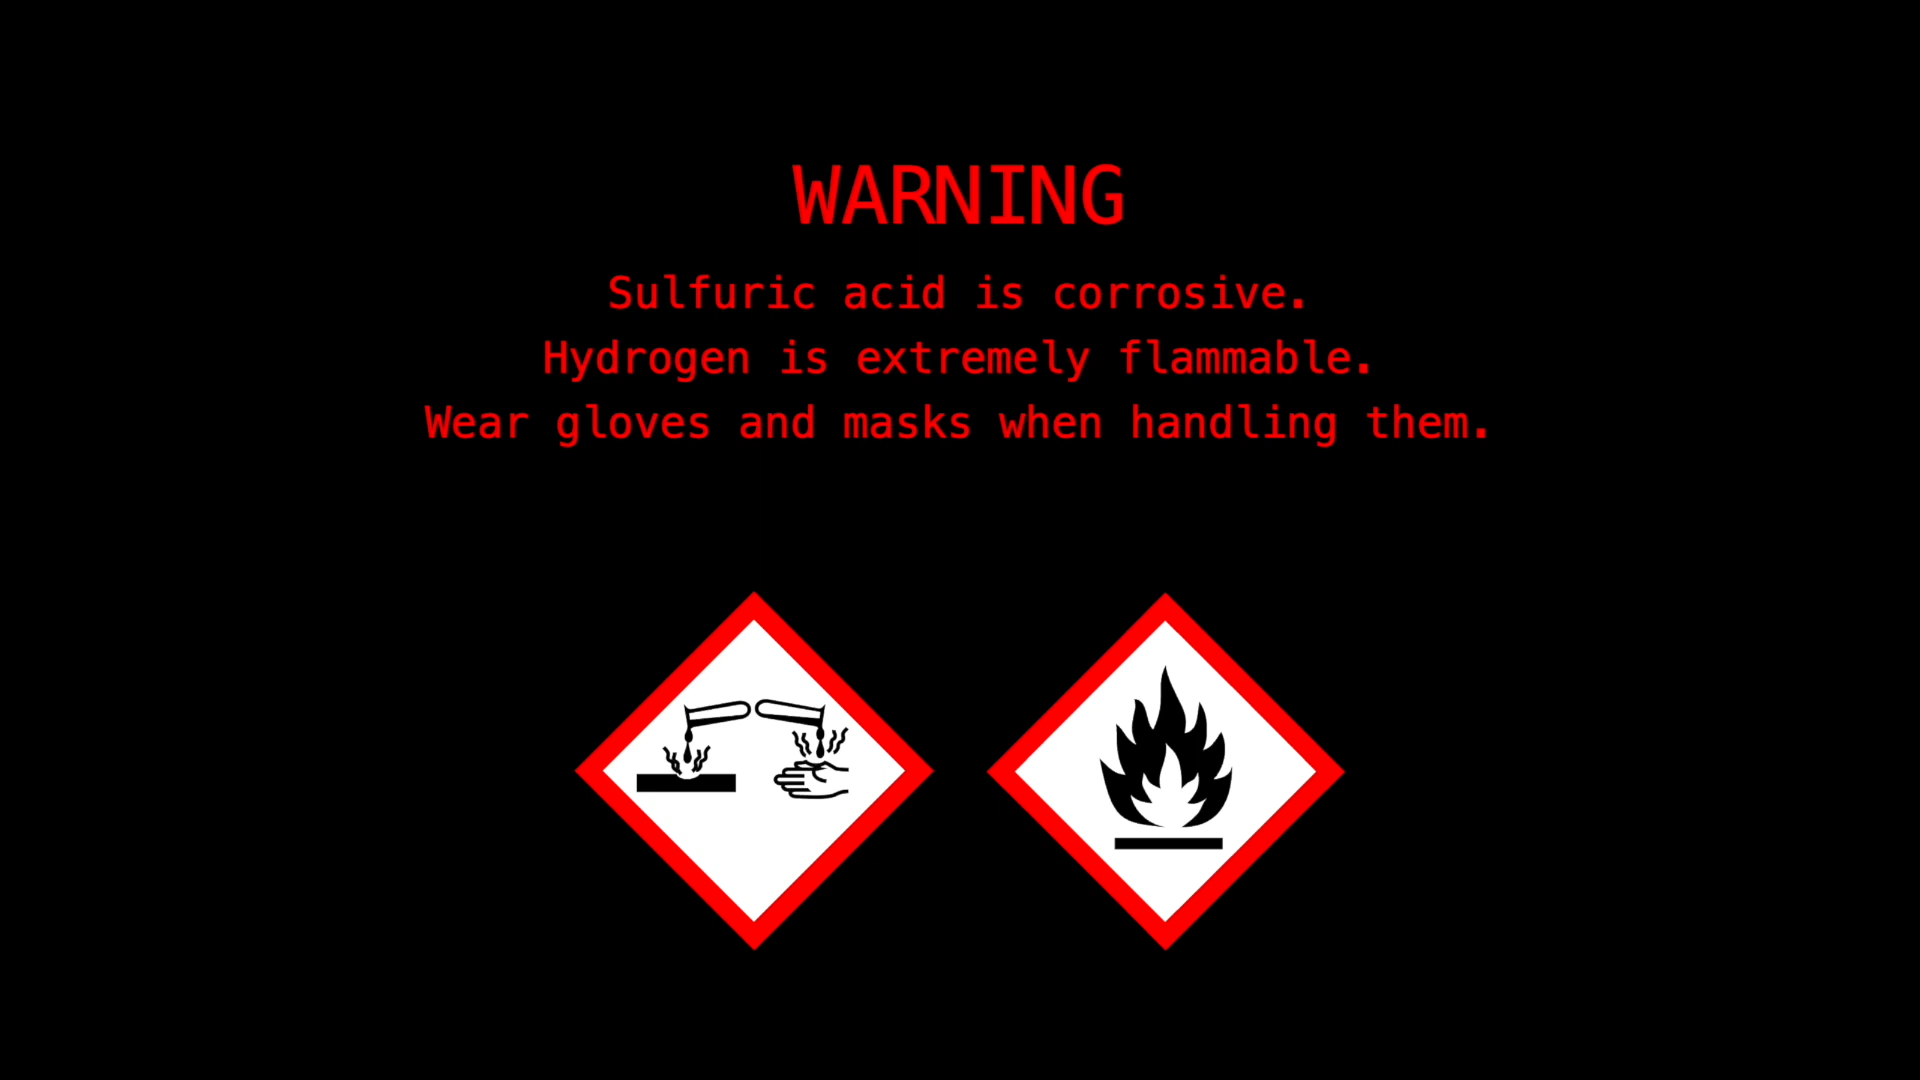 WARNING
Sulfuric acid is corrosive.
Hydrogen is extremely flammable.
Wear gloves and masks when handling them.